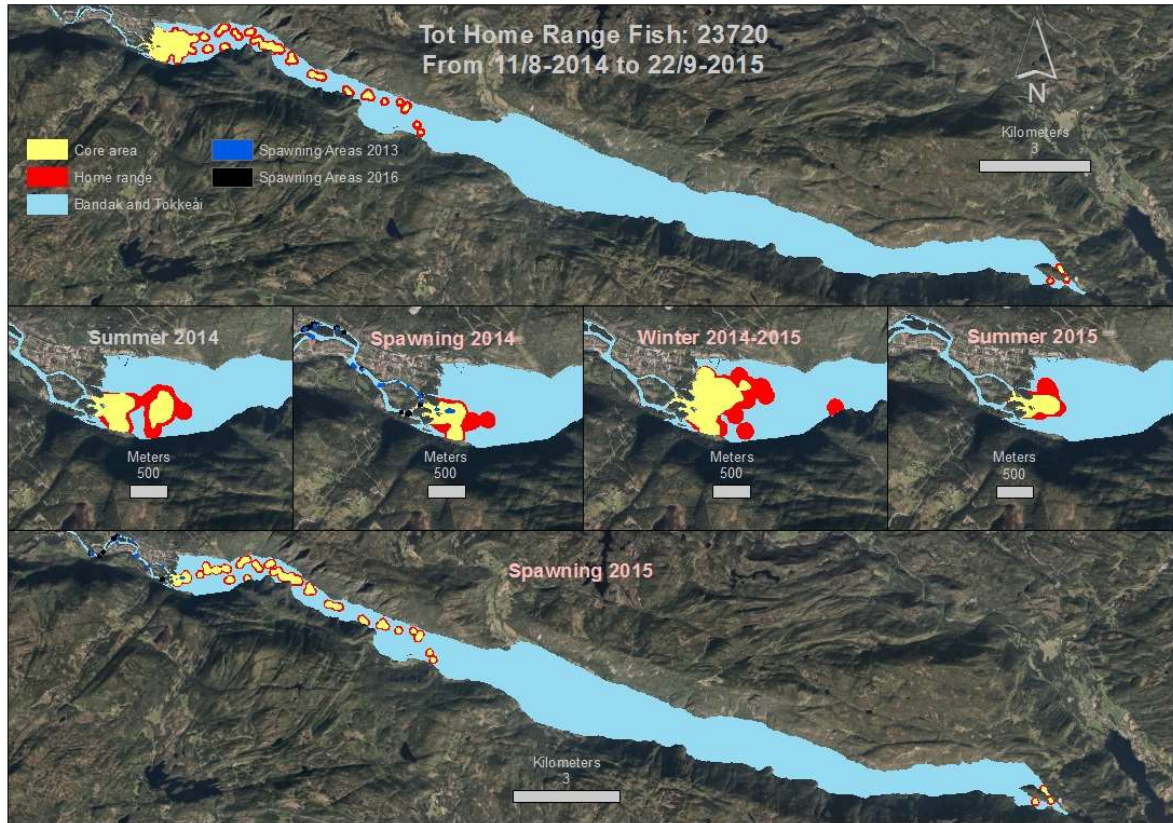 Tot Home Range Fish: 23720
From 11/8-2014 to 22/9-2015
N
Kilometers
3
Core area
Home range
Bandak and Tokkeåi
Spawning Areas 2013
Spawning Areas 2016
Summer 2014
Meters
500
Spawning 2014
Meters
500
Winter 2014-2015
Meters
500
Summer 2015
Meters
500
Spawning 2015
Kilometers
3